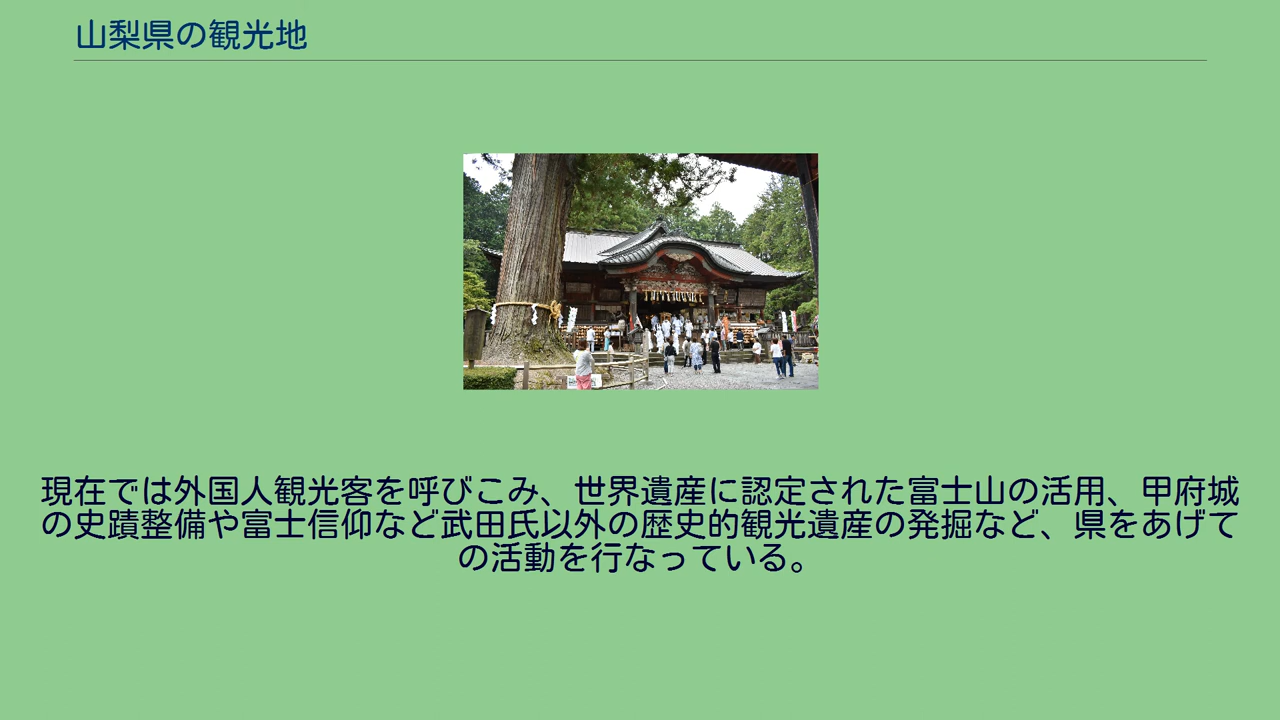 山梨県の観光地
現在では外国人観光客を呼びこみ、世界遺産に認定された富士山の活用、甲府城
の史蹟整備や富士信仰など武田氏以外の歴史的観光遺産の発掘など、県をあげて
の活動を行なっている。